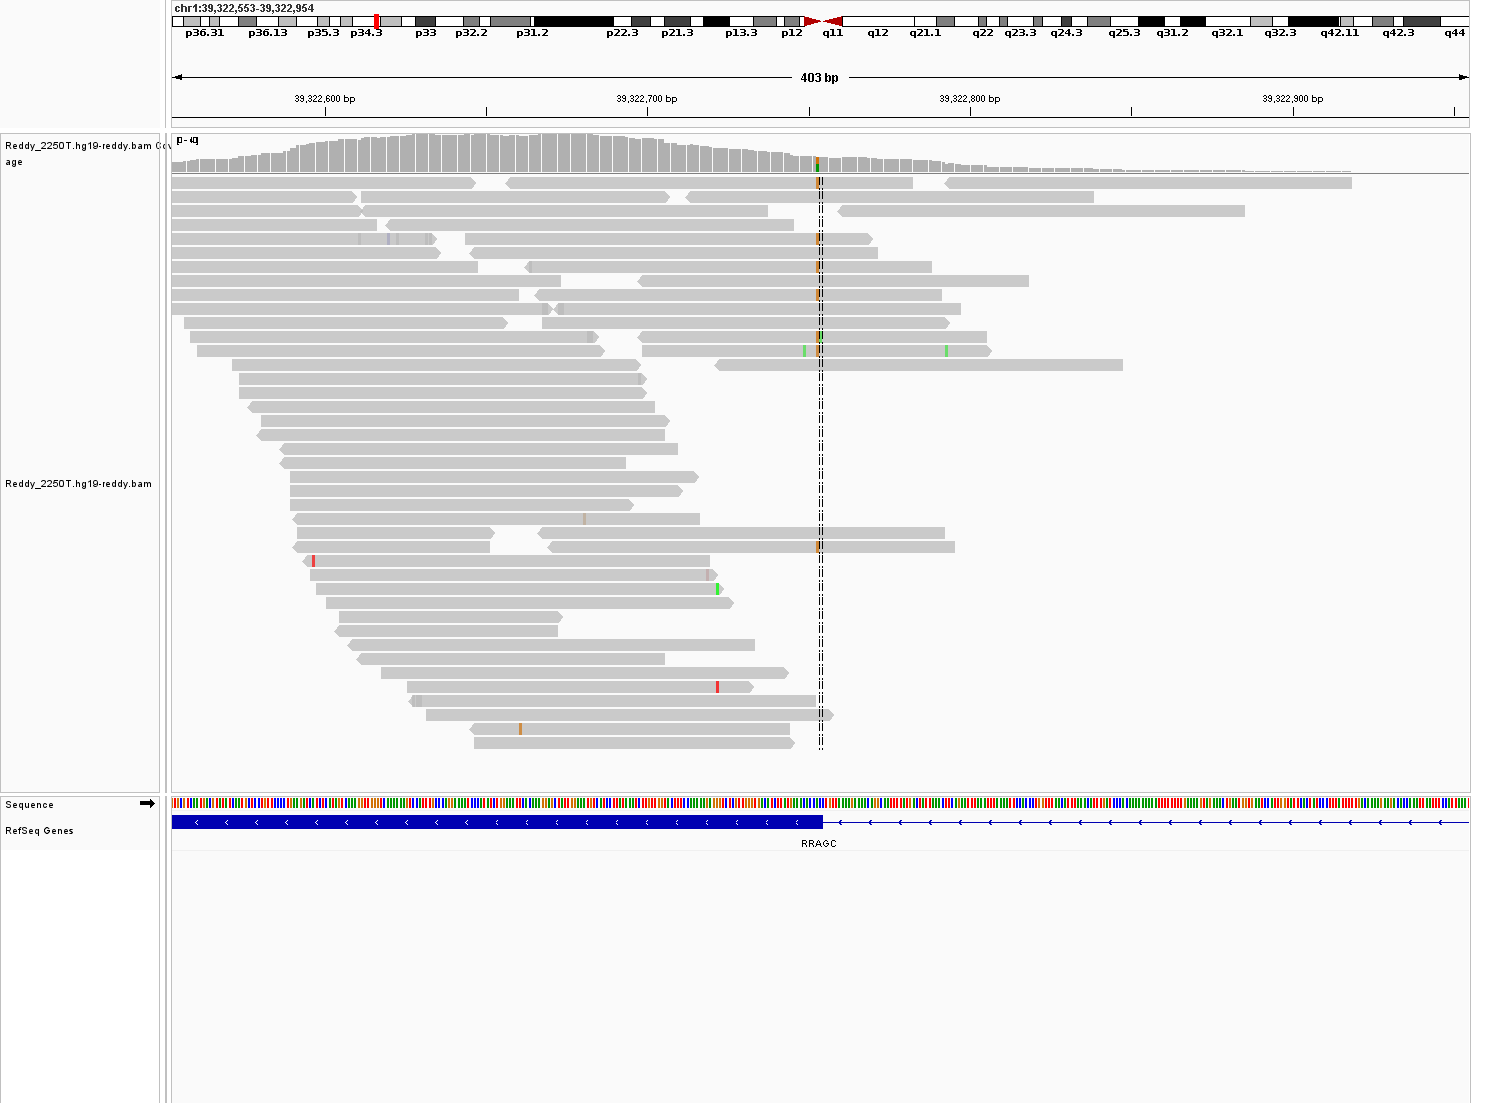 chr1:39,322,553-39,322,954
p36.31 p36.13 p35.3 p34.3 p33 p32.2 p31.2 p22.3 p21.3 p13.3 p12 q11 q12 q21.1 q22 q23.3 q24.3 q25.3 q31.2 q32.1 q32.3 q42.11 q42.3 q44
403 bp
39,322,600 bp 39,322,700 bp 39,322,800 bp 39,322,900 bp
Reddy_2250T.hg19-reddy.bam Cov
age
Reddy_2250T.hg19-reddy.bam
Sequence
RefSeq Genes
RRAGC